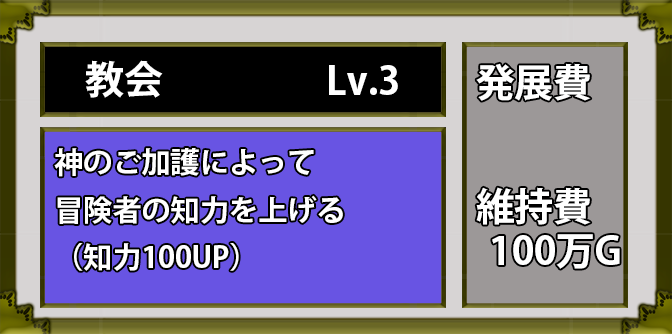 教会 Lv.3
神のご加護によって
冒険者の知力を上げる
（知力100UP）
発展費
維持費
100万G